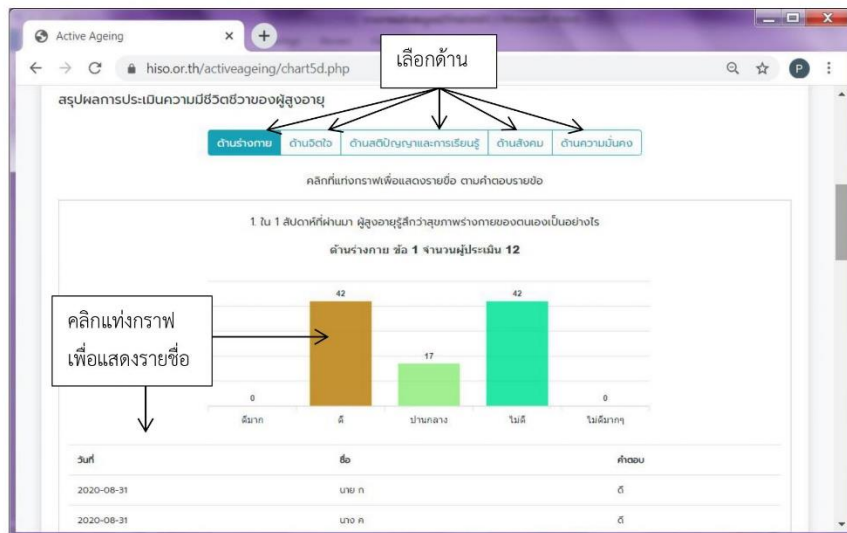 Active Ageing
hiso.or.th/activeageing/chart5d.php
P
เลือกด้าน
สรุปผลการประเมินความมีชีวิตชีวาของผู้สูงอายุ
ด้านร่างกาย ด้านจิตใจ ด้านสติปัญญาและการเรียนรู้ ด้านสังคม ด้านความมั่นคง
คลิกที่แท่งกราฟเพื่อแสดงรายชื่อ ตามคำตอบรายข้อ
1. ใน 1 สัปดาห์ที่ผ่านมา ผู้สูงอายุรู้สึกว่าสุขภาพร่างกายของตนเองเป็นอย่างไร
ด้านร่างกาย ข้อ 1 จำนวนผู้ประเมิน 12
42 42
คลิกแท่งกราฟ
เพื่อแสดงรายชื่อ
17
0 0
ดีมาก ดี ปานกลาง ไม่ดี ไม่ดีมากๆ
วันที่ ชื่อ คำตอบ
2020-08-31 นาย ก ดี
2020-08-31 นาง ค ดี